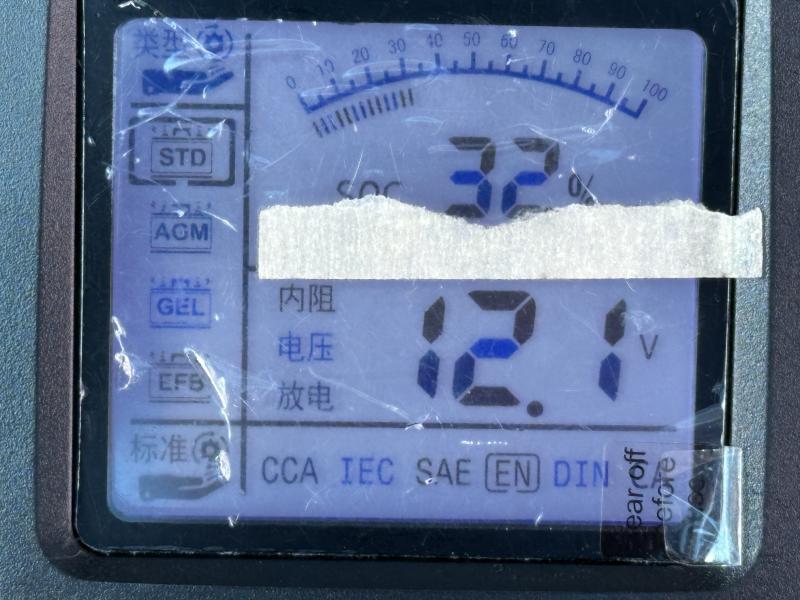 类型
0 10 20 30 40 50 60 70 80 90 100
STD
SOC 32 %
AGM
内阻
GEL
电压 12.1 V
EFB
放电
标准
CCA IEC SAE EN DIN
ear off
efore